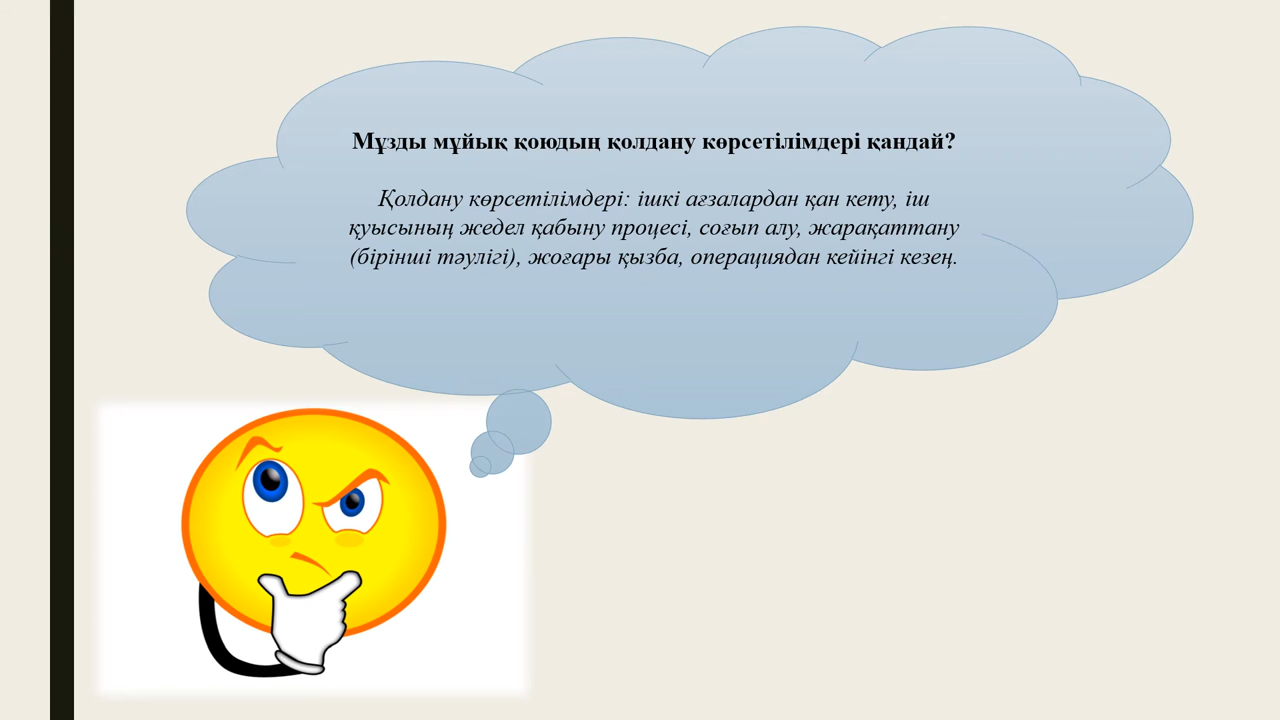 Мұзды мұйық қоюдың қолдану көрсетілімдері қандай?
Қолдану көрсетілімдері: ішкі ағзалардан қан кету, іш
қуысының жедел қабыну процесі, соғып алу, жарақаттану
(бірінші тәулігі), жоғары қызба, операциядан кейінгі кезең.